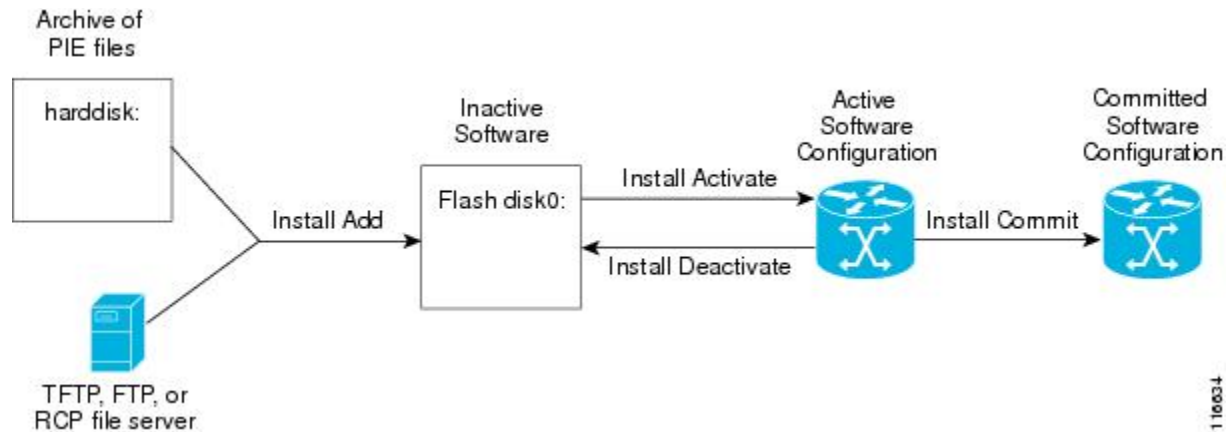 Archive of
PIE files
harddisk:
TFTP, FTP, or
RCP file server
Install Add
Inactive
Software
Flash disk0:
Install Activate
Install Deactivate
Active
Software
Configuration
Install Commit
Committed
Software
Configuration
116634